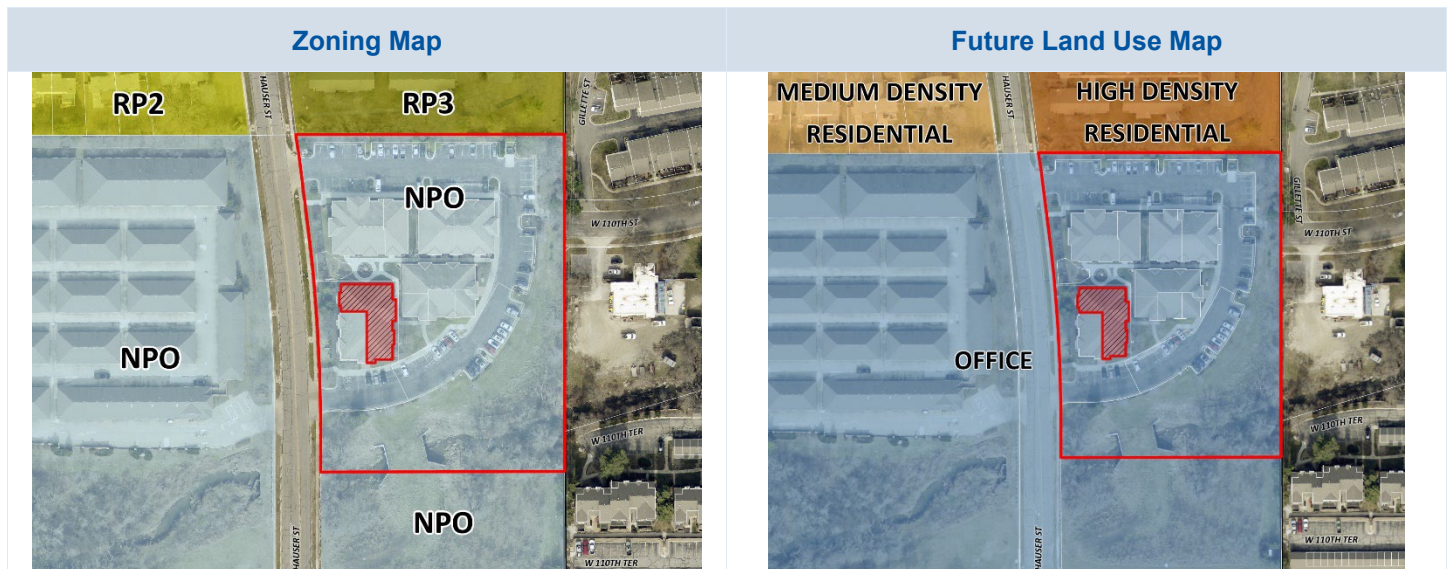 Zoning Map
Future Land Use Map
RP2
HAUSER ST
RP3
GILLETTE ST
NPO
W 110TH ST
NPO
W 110TH TER
NPO
HAUSER ST
W 110TH TER
MEDIUM DENSITY
RESIDENTIAL
HAUSER ST
HIGH DENSITY
RESIDENTIAL
GILLETTE ST
W 110TH ST
OFFICE
W 110TH TER
HAUSER ST
W 110TH TER